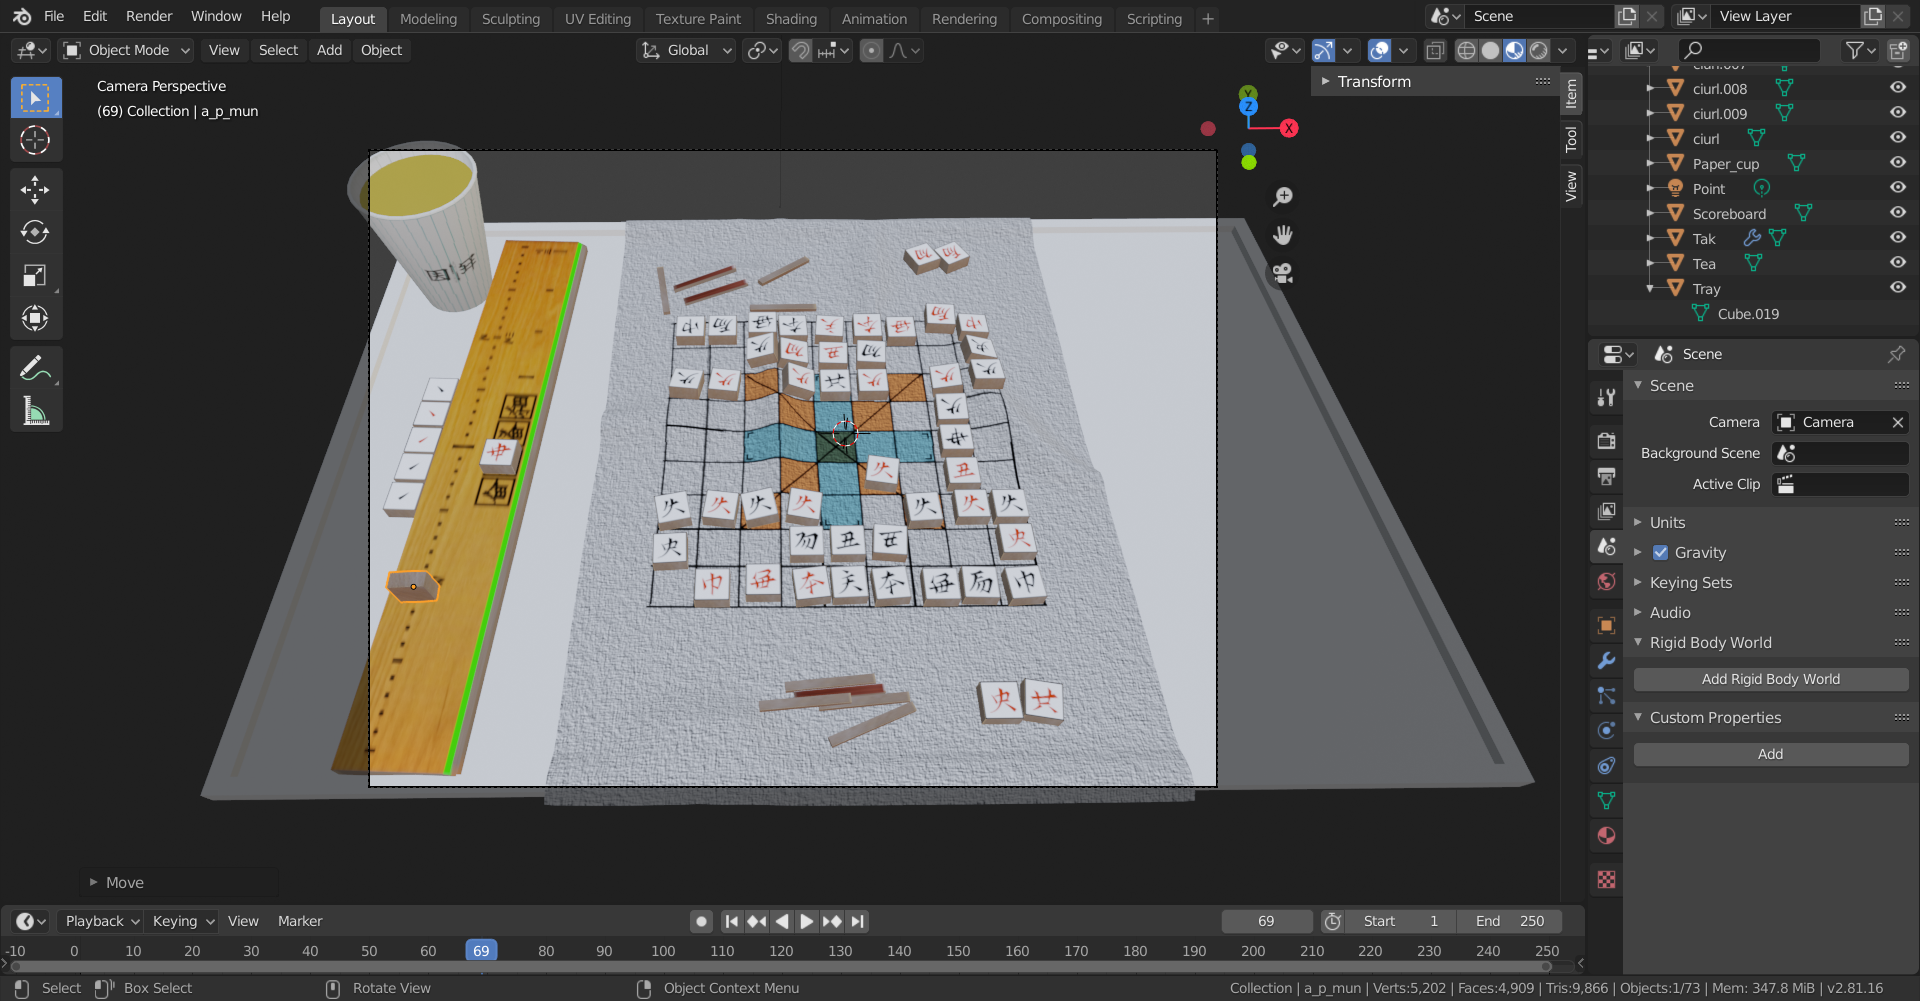 File Edit Render Window Help
Layout Modeling Sculpting UV Editing Texture Paint Shading Animation Rendering Compositing Scripting +
Scene
View Layer
Object Mode View Select Add Object
Global
Camera Perspective
(69) Collection | a_p_mun
Transform
Item
Tool
View
Y
Z
X
ciurl.007
ciurl.008
ciurl.009
ciurl
Paper_cup
Point
Scoreboard
Tak
Tea
Tray
Cube.019
Scene
Scene
Camera Camera
Background Scene
Active Clip
Units
Gravity
Keying Sets
Audio
Rigid Body World
Add Rigid Body World
Custom Properties
Add
Move
Playback Keying View Marker
69
Start 1
End 250
-10 0 10 20 30 40 50 60 69 80 90 100 110 120 130 140 150 160 170 180 190 200 210 220 230 240 250
Select Box Select Rotate View Object Context Menu
Collection | a_p_mun | Verts:5,202 | Faces:4,909 | Tris:9,866 | Objects:1/73 | Mem: 347.8 MiB | v2.81.16